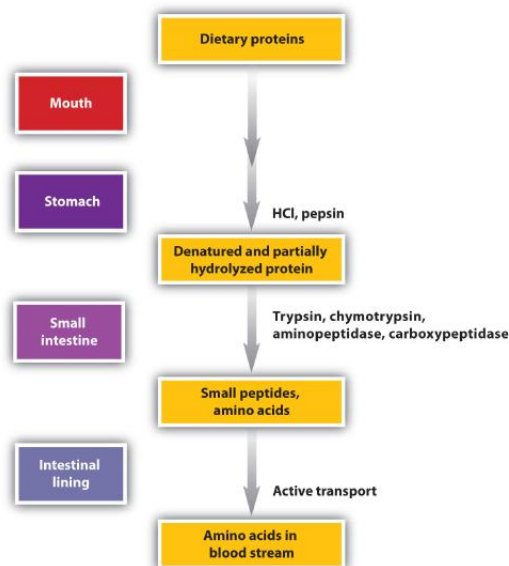 Dietary proteins
Mouth
Stomach
HCl, pepsin
Denatured and partially
hydrolyzed protein
Small
intestine
Trypsin, chymotrypsin,
aminopeptidase, carboxypeptidase
Small peptides,
amino acids
Intestinal
lining
Active transport
Amino acids in
blood stream